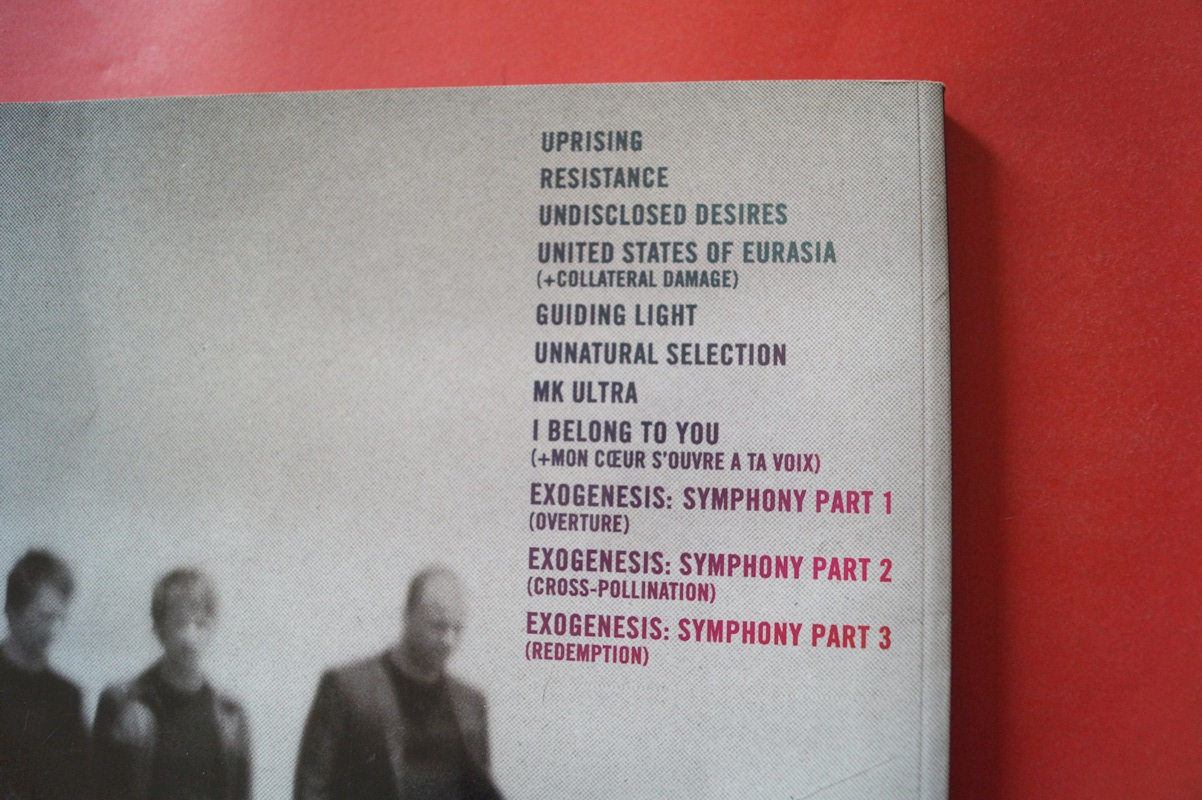 UPRISING
RESISTANCE
UNDISCLOSED DESIRES
UNITED STATES OF EURASIA
(+COLLATERAL DAMAGE)
GUIDING LIGHT
UNNATURAL SELECTION
MK ULTRA
I BELONG TO YOU
(+MON CŒUR S'OUVRE A TA VOIX)
EXOGENESIS: SYMPHONY PART 1
(OVERTURE)
EXOGENESIS: SYMPHONY PART 2
(CROSS-POLLINATION)
EXOGENESIS: SYMPHONY PART 3
(REDEMPTION)